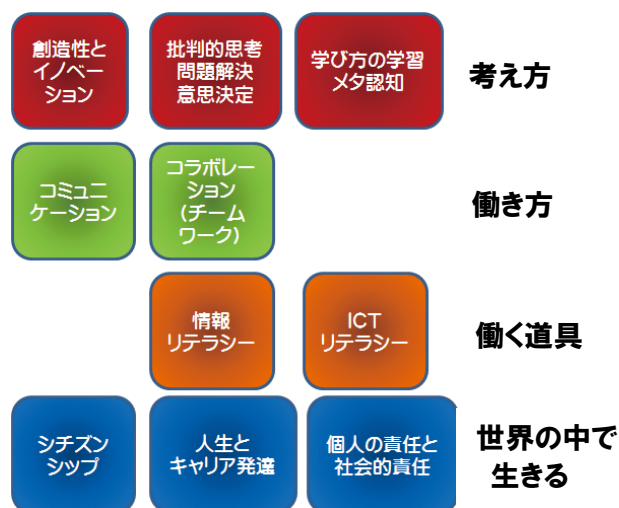 創造性と
イノベー
ション
批判的思考
問題解決
意思決定
学び方の学習
メタ認知
考え方
コミュニ
ケーション
コラボレー
ション
(チーム
ワーク)
働き方
情報
リテラシー
ICT
リテラシー
働く道具
シチズン
シップ
人生と
キャリア発達
個人の責任と
社会的責任
世界の中で
生きる